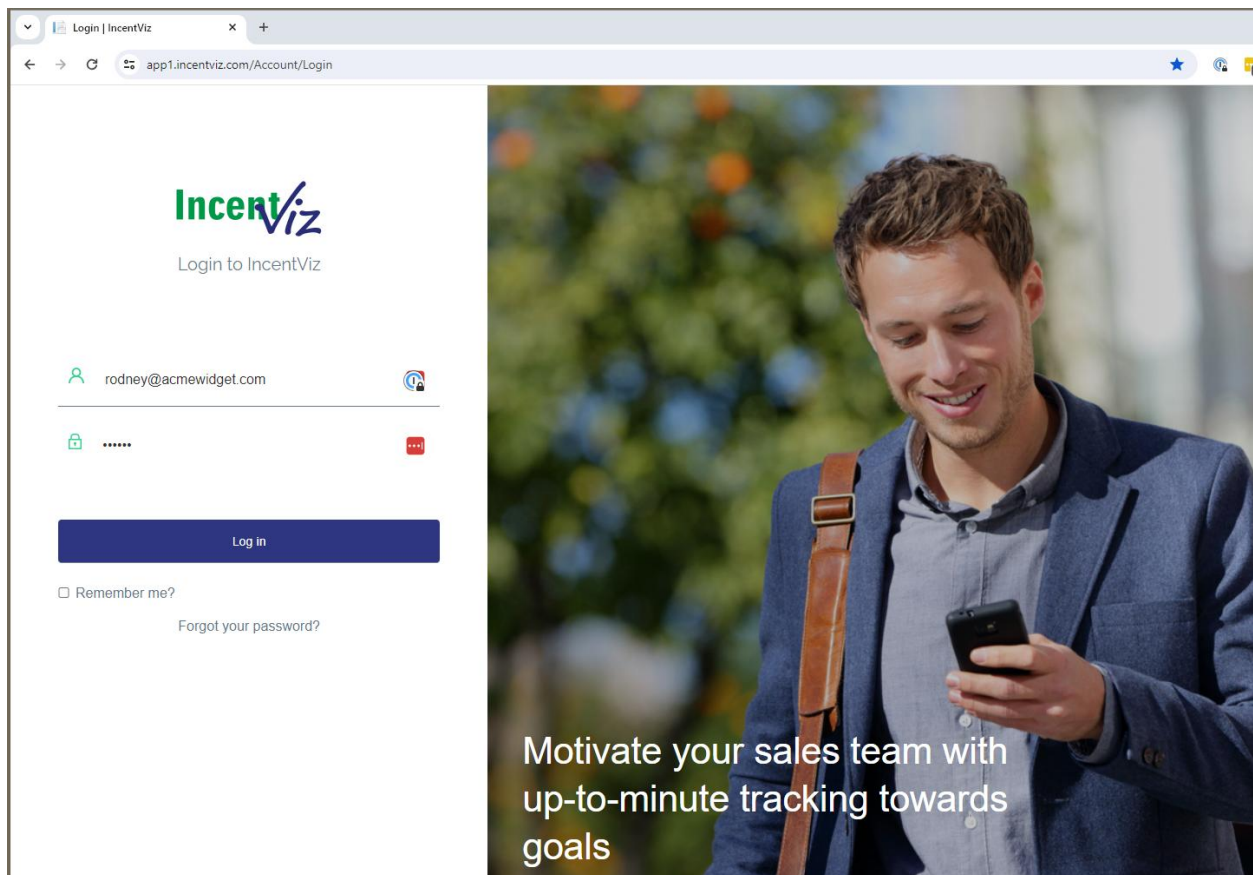 Login | IncentViz
app1.incentviz.com/Account/Login
IncentViz
Login to IncentViz
rodney@acmewidget.com
••••••
Log in
Remember me?
Forgot your password?
Motivate your sales team with
up-to-minute tracking towards
goals